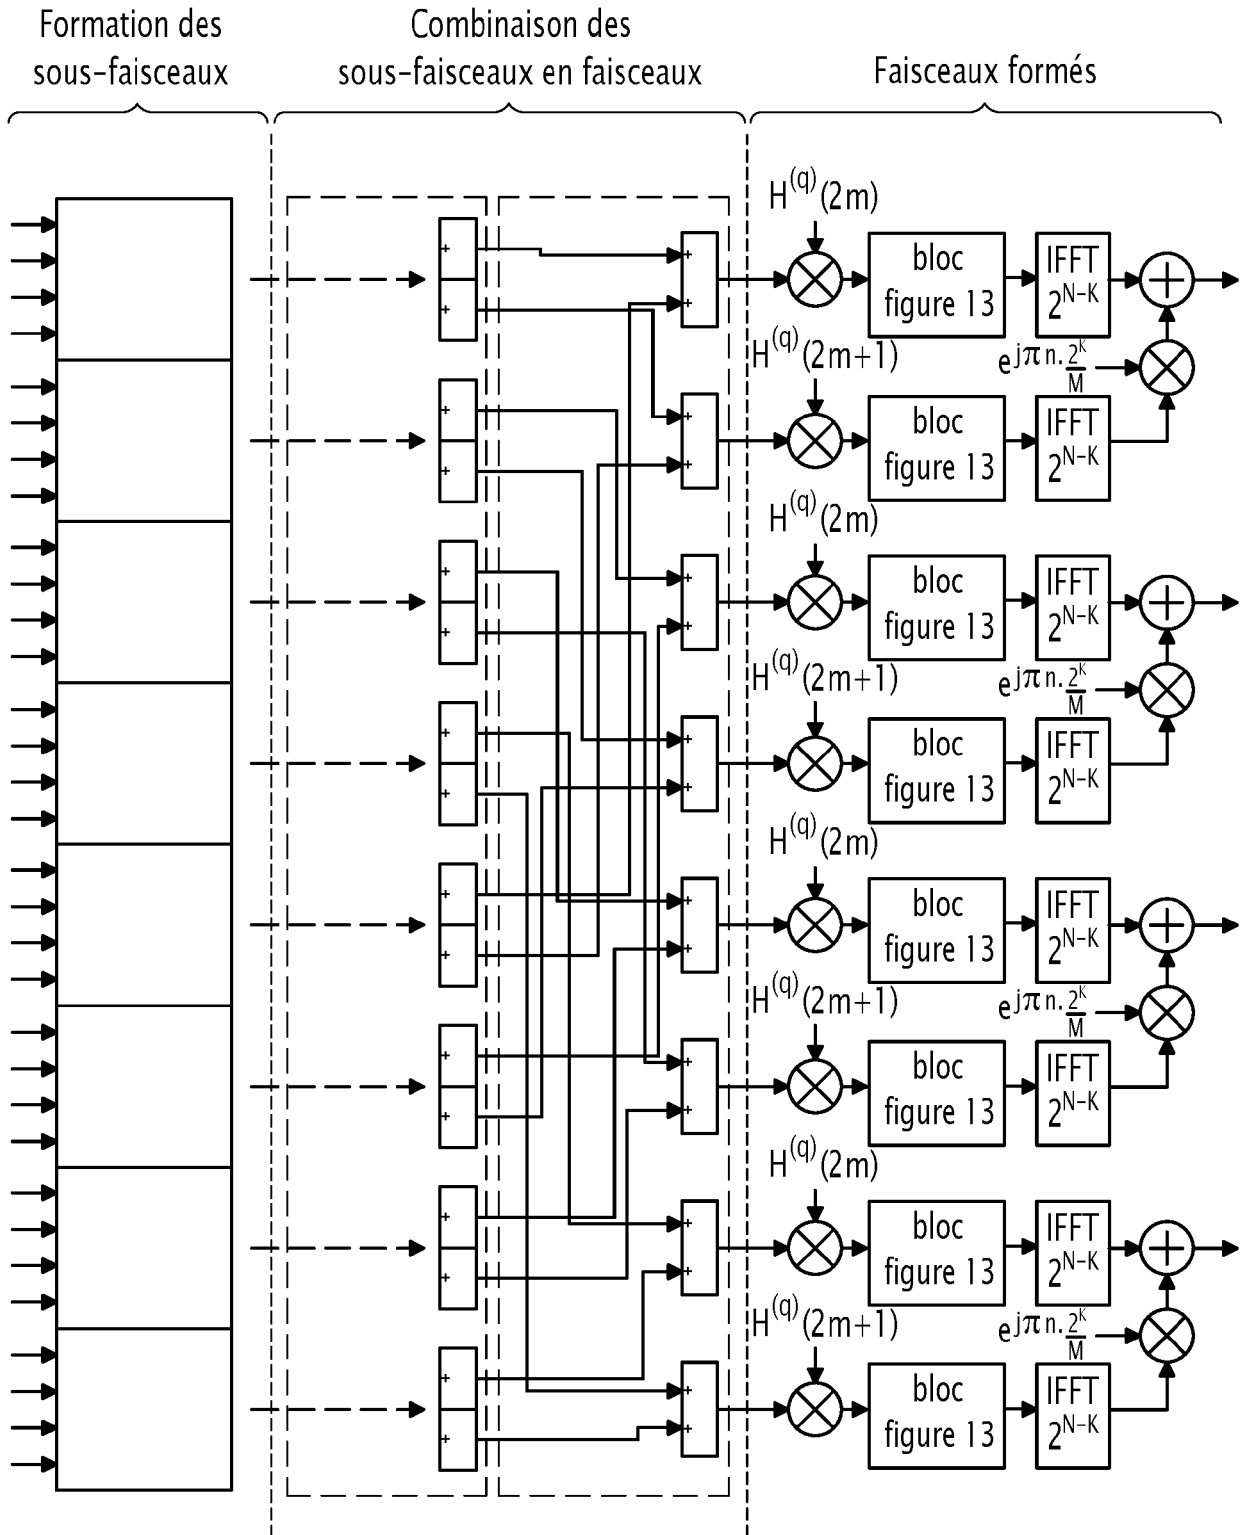 Formation des
sous-faisceaux
Combinaison des
sous-faisceaux en faisceaux
Faisceaux formés
H(q)(2m)
bloc
figure 13
IFFT
2N-K
H(q)(2m+1)
ejπn.2K/M
bloc
figure 13
IFFT
2N-K
H(q)(2m)
bloc
figure 13
IFFT
2N-K
H(q)(2m+1)
ejπn.2K/M
bloc
figure 13
IFFT
2N-K
H(q)(2m)
bloc
figure 13
IFFT
2N-K
H(q)(2m+1)
ejπn.2K/M
bloc
figure 13
IFFT
2N-K
H(q)(2m)
bloc
figure 13
IFFT
2N-K
H(q)(2m+1)
ejπn.2K/M
bloc
figure 13
IFFT
2N-K